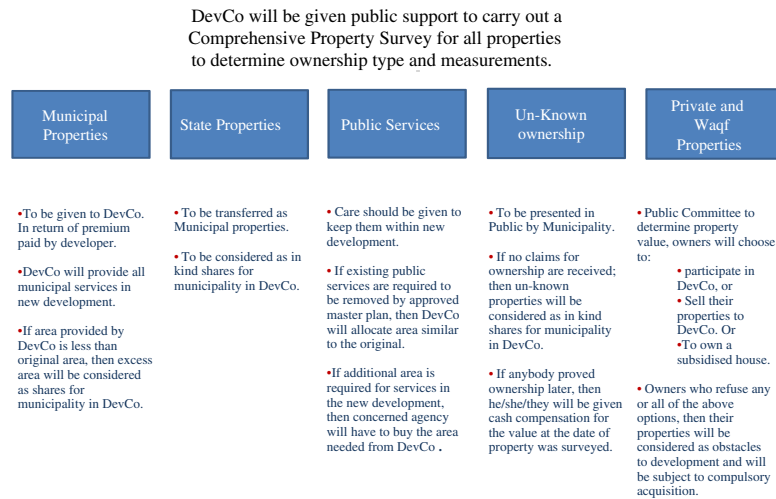 DevCo will be given public support to carry out a
Comprehensive Property Survey for all properties
to determine ownership type and measurements.
Municipal
Properties
•To be given to DevCo.
In return of premium
paid by developer.
•DevCo will provide all
municipal services in
new development.
•If area provided by
DevCo is less than
original area, then excess
area will be considered
as shares for
municipality in DevCo.
State Properties
• To be transferred as
Municipal properties.
• To be considered as in
kind shares for
municipality in DevCo.
Public Services
• Care should be given to
keep them within new
development.
• If existing public
services are required to
be removed by approved
master plan, then DevCo
will allocate area similar
to the original.
•If additional area is
required for services in
the new development,
then concerned agency
will have to buy the area
needed from DevCo .
Un-Known
ownership
• To be presented in
Public by Municipality.
• If no claims for
ownership are received;
then un-known
properties will be
considered as in kind
shares for municipality
in DevCo.
• If anybody proved
ownership later, then
he/she/they will be given
cash compensation for
the value at the date of
property was surveyed.
Private and
Waqf
Properties
• Public Committee to
determine property
value, owners will choose
to:
• participate in
DevCo, or
• Sell their
properties to
DevCo. Or
•To own a
subsidised house.
• Owners who refuse any
or all of the above
options, then their
properties will be
considered as obstacles
to development and will
be subject to compulsory
acquisition.